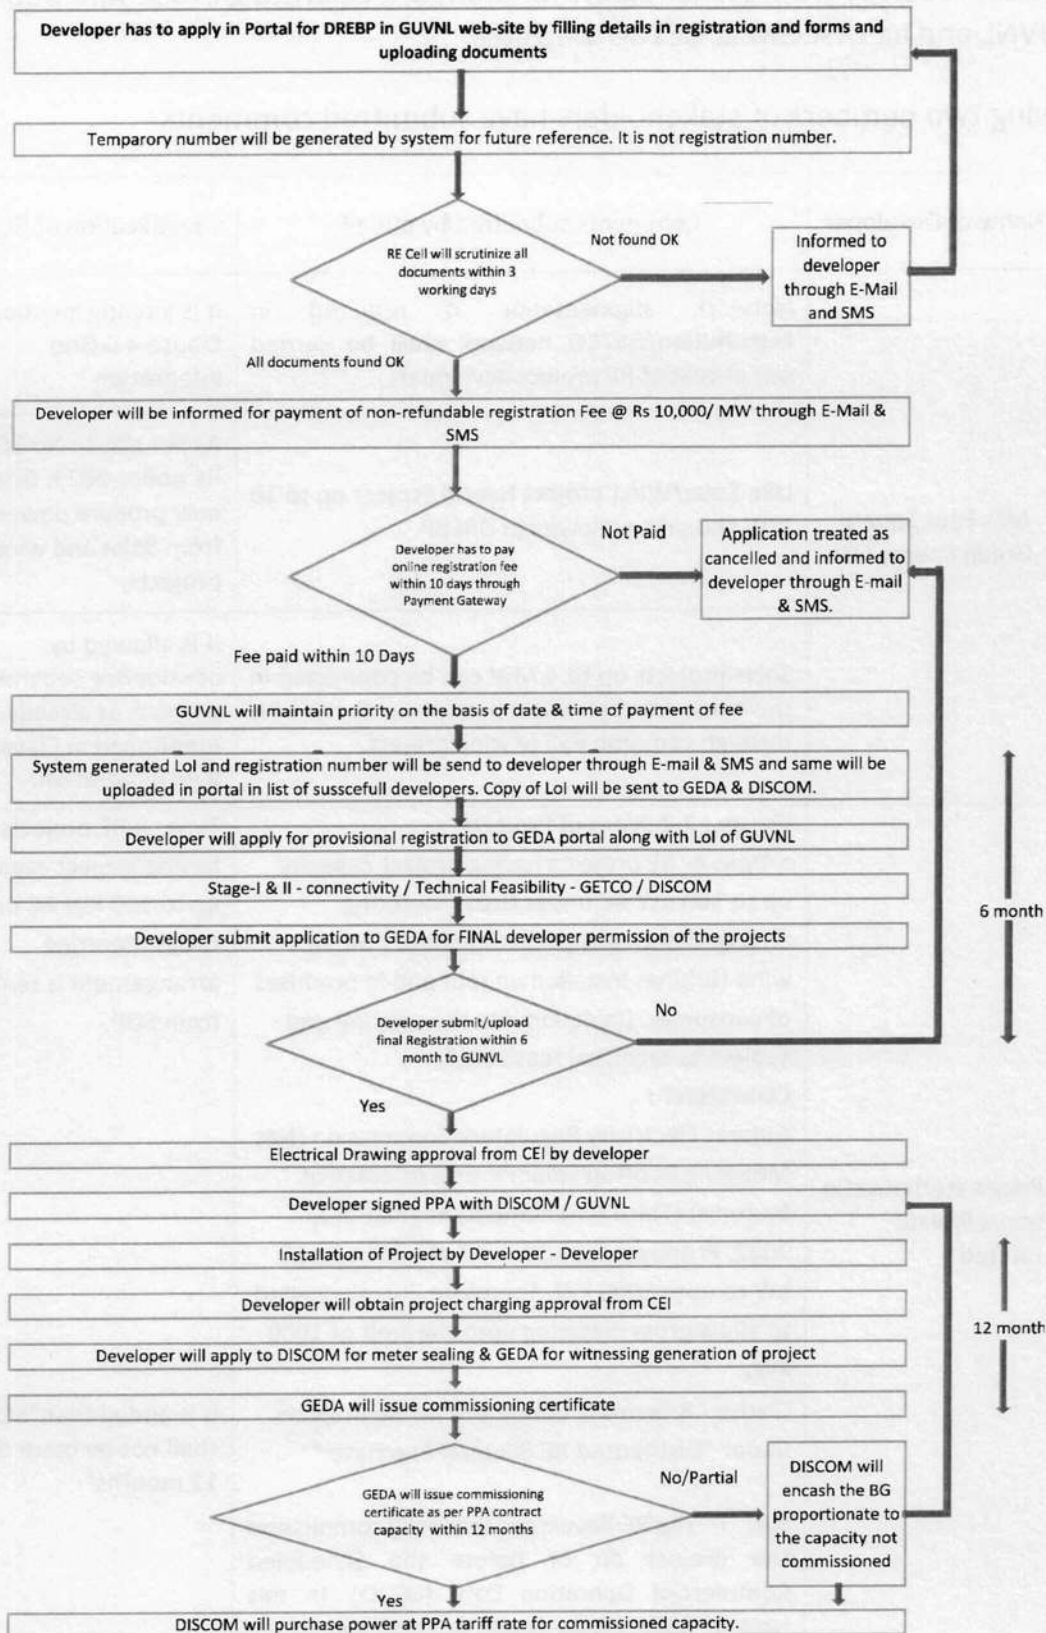 Developer has to apply in Portal for DREBP in GUVNL web-site by filling details in registration and forms and
uploading documents
Temparory number will be generated by system for future reference. It is not registration number.
RE Cell will scrutinize all
documents within 3
working days
Not found OK
Informed to
developer
through E-Mail
and SMS
All documents found OK
Developer will be informed for payment of non-refundable registration Fee @ Rs 10,000/ MW through E-Mail &
SMS
Developer has to pay
online registration fee
within 10 days through
Payment Gateway
Not Paid
Application treated as
cancelled and informed to
developer through E-mail
& SMS.
Fee paid within 10 Days
GUVNL will maintain priority on the basis of date & time of payment of fee
System generated LoI and registration number will be send to developer through E-mail & SMS and same will be
uploaded in portal in list of susscefull developers. Copy of LoI will be sent to GEDA & DISCOM.
Developer will apply for provisional registration to GEDA portal along with LoI of GUVNL
Stage-I & II - connectivity / Technical Feasibility - GETCO / DISCOM
6 month
Developer submit application to GEDA for FINAL developer permission of the projects
Developer submit/upload
final Registration within 6
month to GUNVL
No
Yes
Electrical Drawing approval from CEI by developer
Developer signed PPA with DISCOM / GUVNL
Installation of Project by Developer - Developer
Developer will obtain project charging approval from CEI
12 month
Developer will apply to DISCOM for meter sealing & GEDA for witnessing generation of project
GEDA will issue commissioning certificate
GEDA will issue commissioning
certificate as per PPA contract
capacity within 12 months
No/Partial
DISCOM will
encash the BG
proportionate to
the capacity not
commissioned
Yes
DISCOM will purchase power at PPA tariff rate for commissioned capacity.